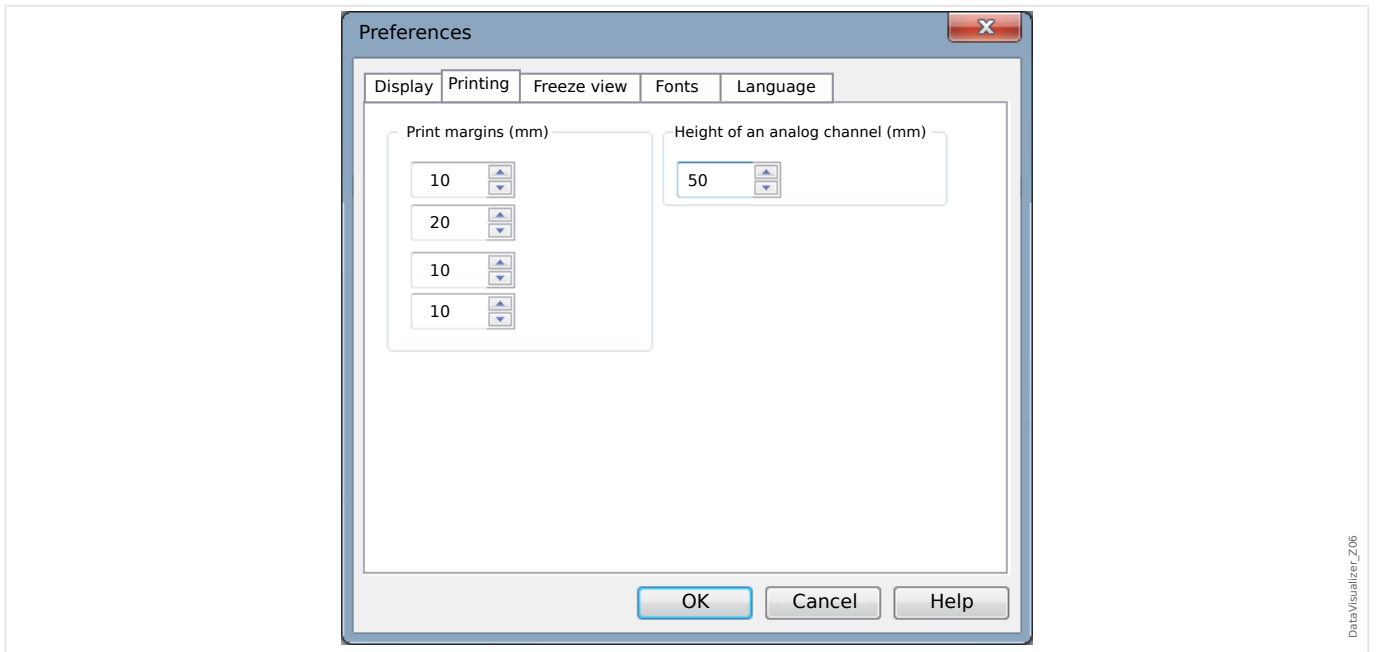 Preferences
Display Printing Freeze view Fonts Language
Print margins (mm) Height of an analog channel (mm)
10 50
20
10
10
OK Cancel Help
DataVisualizer_Z06